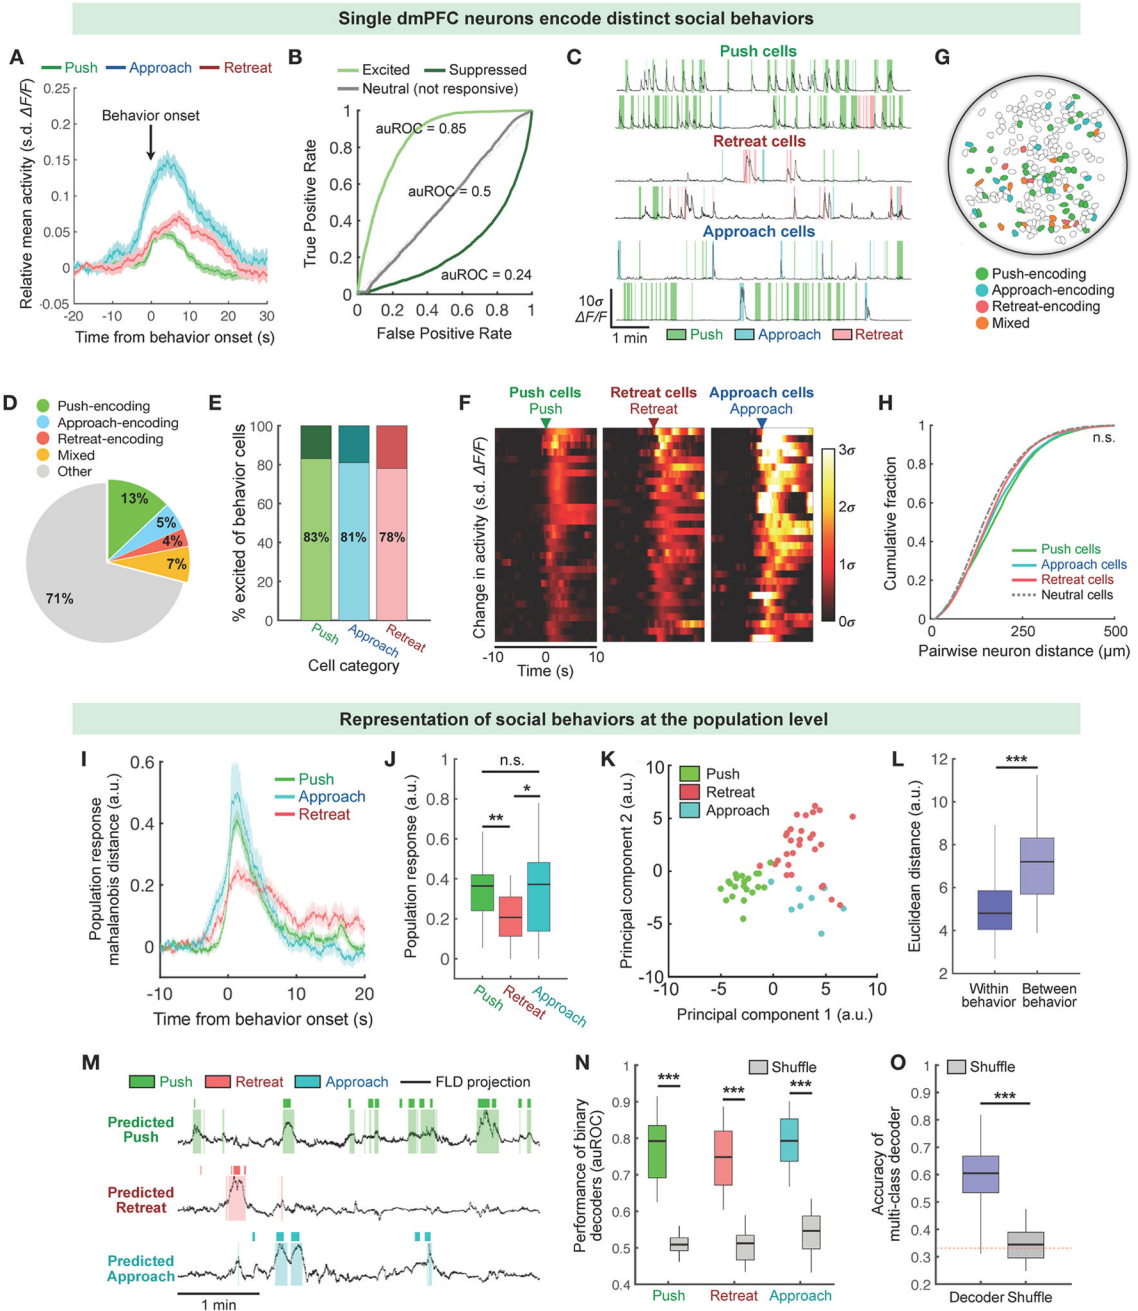 Single dmPFC neurons encode distinct social behaviors
A
Push Approach Retreat
Relative mean activity (s.d. ΔF/F)
0.25
0.2
0.15
0.1
0.05
0
-0.05
Behavior onset
-20 -10 0 10 20 30
Time from behavior onset (s)
B
Excited Suppressed
Neutral (not responsive)
True Positive Rate
1
0.8
0.6
0.4
0.2
0
auROC = 0.85
auROC = 0.5
auROC = 0.24
0 0.2 0.4 0.6 0.8 1
False Positive Rate
C
Push cells
Retreat cells
Approach cells
10σ
ΔF/F
1 min
Push Approach Retreat
G
Push-encoding
Approach-encoding
Retreat-encoding
Mixed
D
Push-encoding
Approach-encoding
Retreat-encoding
Mixed
Other
13%
5%
4%
7%
71%
E
% excited of behavior cells
100
80
60
40
20
0
83% 81% 78%
Push Approach Retreat
Cell category
F
Push cells Retreat cells Approach cells
Push Retreat Approach
Change in activity (s.d. ΔF/F)
3σ
2σ
1σ
0σ
-10 0 10
Time (s)
H
Cumulative fraction
1
0.8
0.6
0.4
0.2
0
n.s.
Push cells
Approach cells
Retreat cells
Neutral cells
0 250 500
Pairwise neuron distance (µm)
Representation of social behaviors at the population level
I
Population response
mahalanobis distance (a.u.)
0.6
0.4
0.2
0
Push
Approach
Retreat
-10 0 10 20
Time from behavior onset (s)
J
Population response (a.u.)
1
0.8
0.6
0.4
0.2
0
n.s.
*
**
Push Retreat Approach
K
Push
Retreat
Approach
Principal component 2 (a.u.)
10
5
0
-5
-10
-10 -5 0 5 10
Principal component 1 (a.u.)
L
Euclidean distance (a.u.)
12
10
8
6
4
2
***
Within Between
behavior behavior
M
Push Retreat Approach FLD projection
Predicted
Push
Predicted
Retreat
Predicted
Approach
1 min
N
Shuffle
Performance of binary
decoders (auROC)
1
0.9
0.8
0.7
0.6
0.5
0.4
*** *** ***
Push Retreat Approach
O
Shuffle
Accuracy of
multi-class decoder
1
0.9
0.8
0.7
0.6
0.5
0.4
0.3
0.2
***
Decoder Shuffle